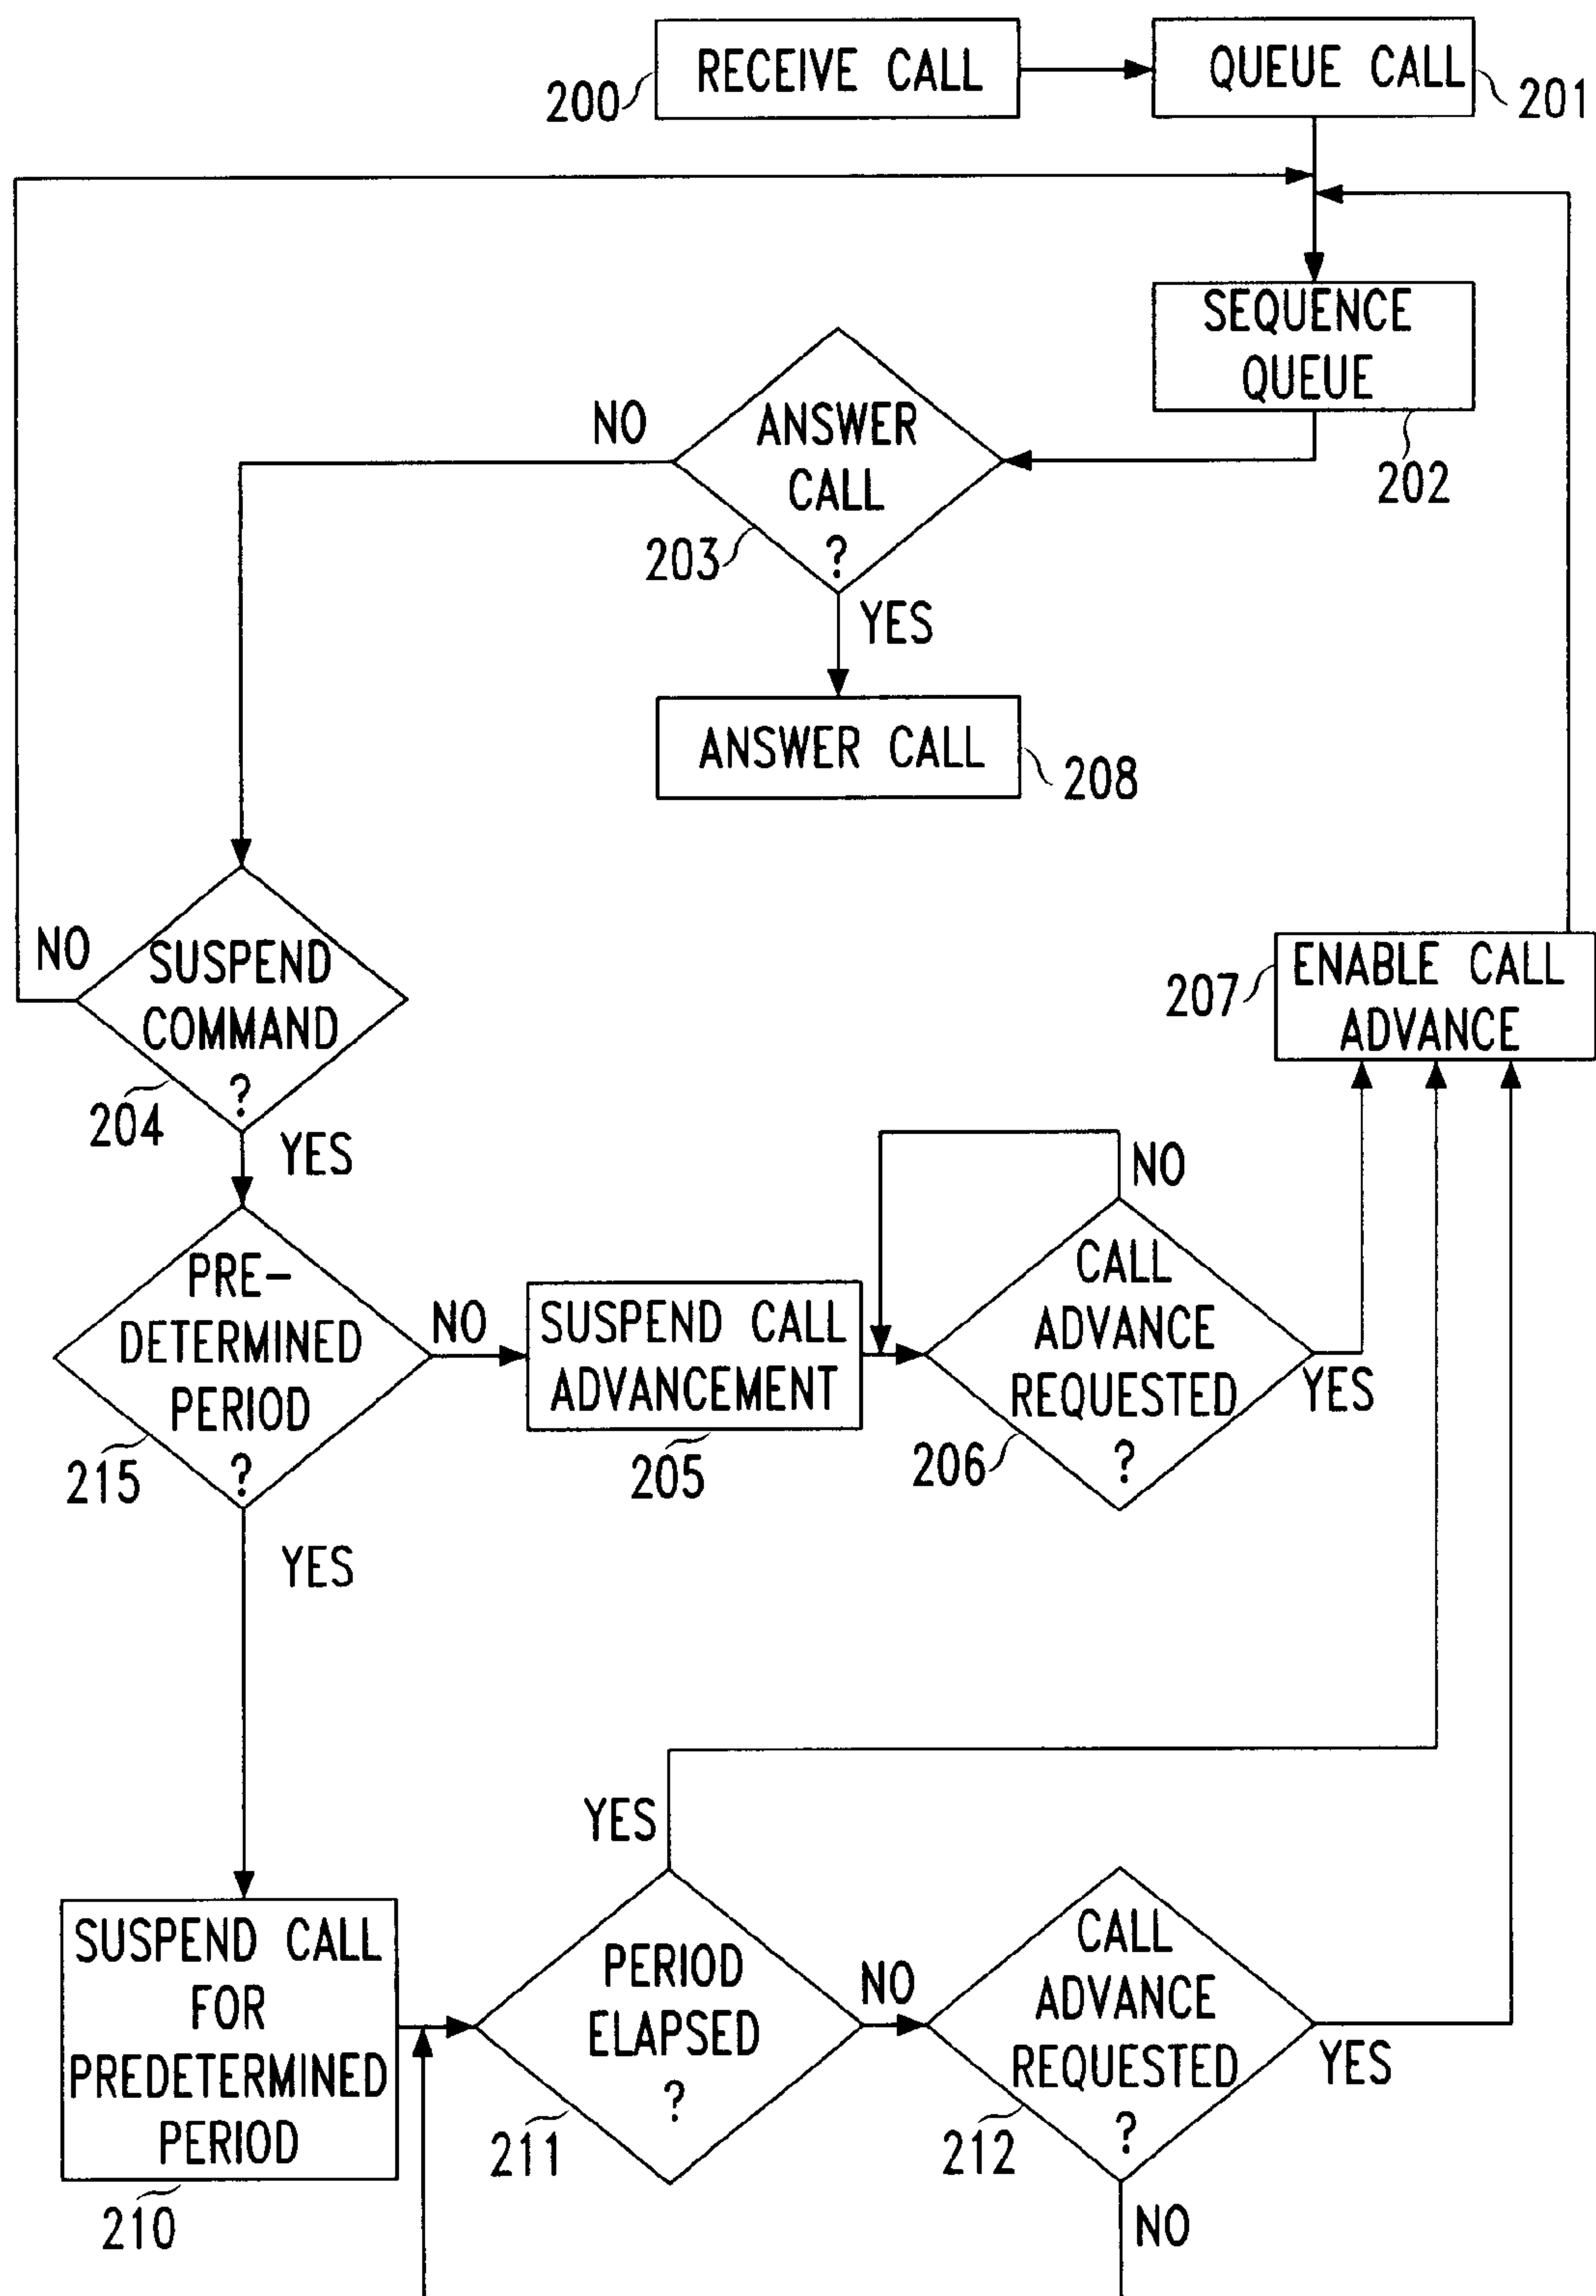 RECEIVE CALL
200
QUEUE CALL
201
SEQUENCE
QUEUE
202
ANSWER
CALL
?
203
NO
YES
ANSWER CALL
208
SUSPEND
COMMAND
?
204
NO
YES
ENABLE CALL
ADVANCE
207
PRE-
DETERMINED
PERIOD
?
215
NO
YES
SUSPEND CALL
ADVANCEMENT
205
CALL
ADVANCE
REQUESTED
?
206
NO
YES
SUSPEND CALL
FOR
PREDETERMINED
PERIOD
210
PERIOD
ELAPSED
?
211
YES
NO
CALL
ADVANCE
REQUESTED
?
212
YES
NO